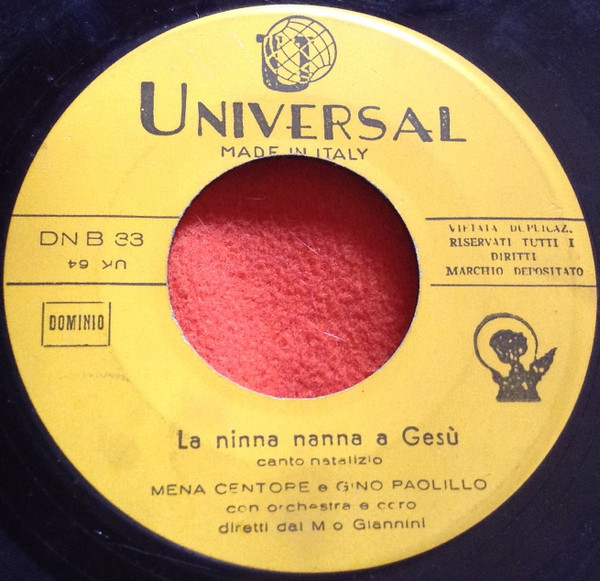 U
UNIVERSAL
MADE IN ITALY
DN B 33
UK 64
VIETATA DUPLICAZ.
RISERVATI TUTTI I
DIRITTI
MARCHIO DEPOSITATO
DOMINIO
La ninna nanna a Gesù
canto natalizio
MENA CENTORE e GINO PAOLILLO
con orchestra e coro
diretti dal M o Giannini